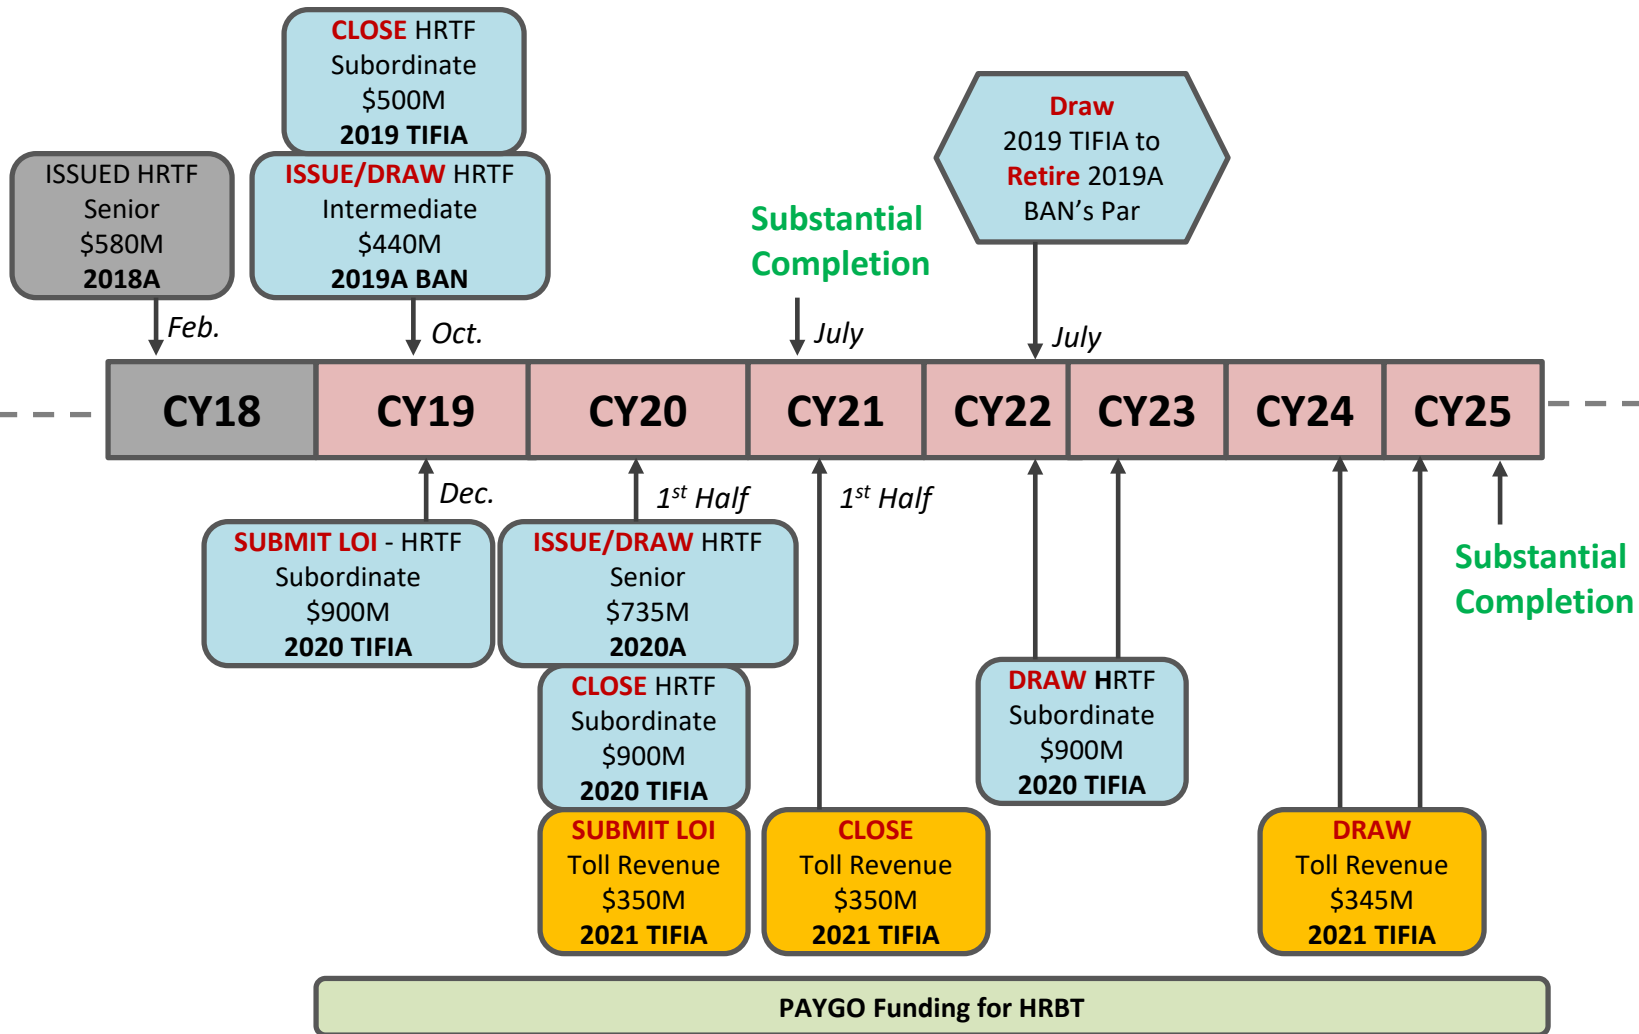 CLOSE HRTF
Subordinate
$500M
2019 TIFIA
ISSUED HRTF
Senior
$580M
2018A
ISSUE/DRAW HRTF
Intermediate
$440M
2019A BAN
Substantial
Completion
Draw
2019 TIFIA to
Retire 2019A
BAN's Par
Feb.
Oct.
July
July
CY18
CY19
CY20
CY21
CY22
CY23
CY24
CY25
Dec.
1st Half
1st Half
SUBMIT LOI - HRTF
Subordinate
$900M
2020 TIFIA
ISSUE/DRAW HRTF
Senior
$735M
2020A
Substantial
Completion
CLOSE HRTF
Subordinate
$900M
2020 TIFIA
DRAW HRTF
Subordinate
$900M
2020 TIFIA
SUBMIT LOI
Toll Revenue
$350M
2021 TIFIA
CLOSE
Toll Revenue
$350M
2021 TIFIA
DRAW
Toll Revenue
$345M
2021 TIFIA
PAYGO Funding for HRBT